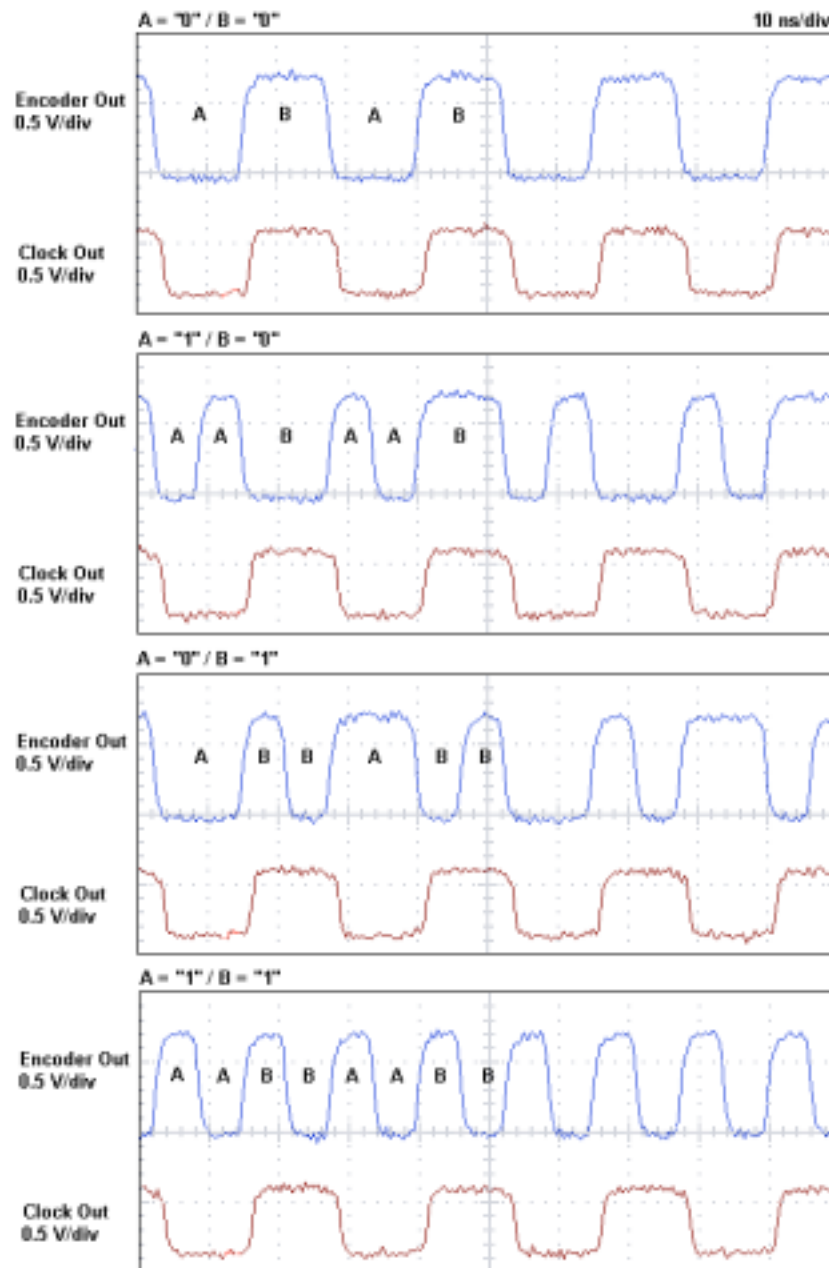 A = "0" / B = "0"
10 ns/div
Encoder Out
0.5 V/div
A B A B
Clock Out
0.5 V/div
A = "1" / B = "0"
Encoder Out
0.5 V/div
A A B A A B
Clock Out
0.5 V/div
A = "0" / B = "1"
Encoder Out
0.5 V/div
A B B A B B
Clock Out
0.5 V/div
A = "1" / B = "1"
Encoder Out
0.5 V/div
A A B B A A B B
Clock Out
0.5 V/div